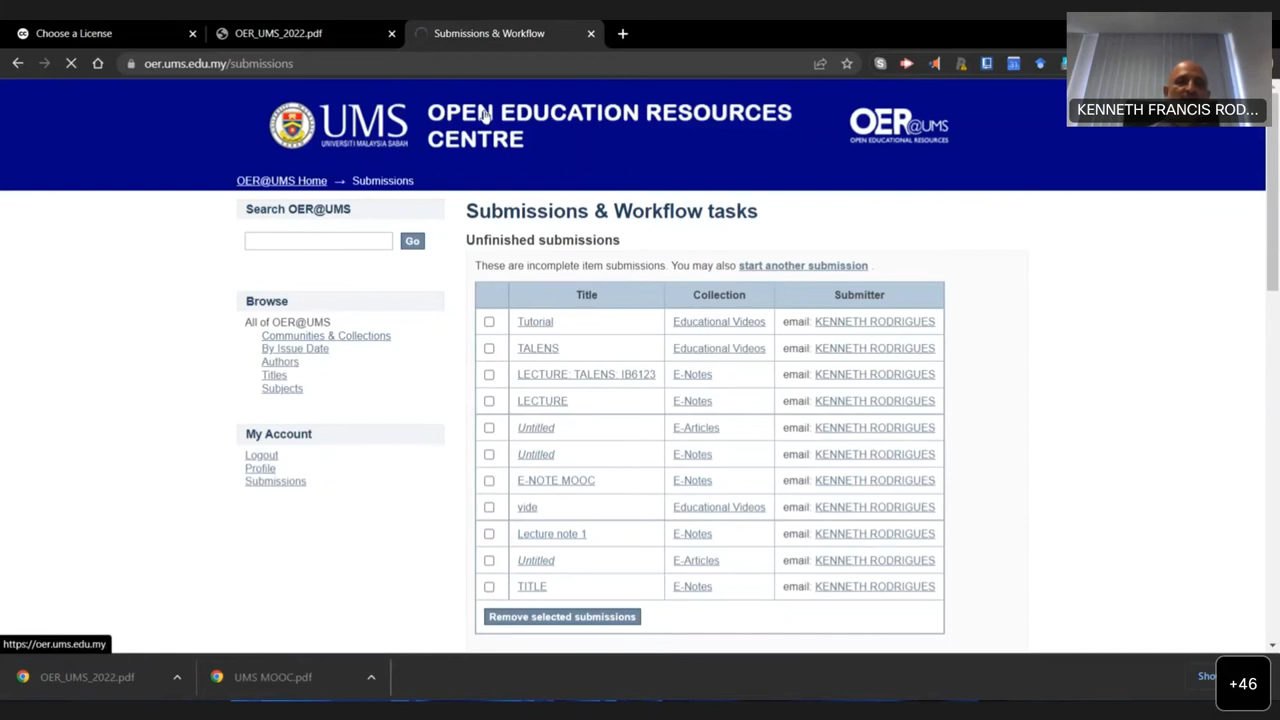 Choose a License
OER_UMS_2022.pdf
Submissions & Workflow
oer.ums.edu.my/submissions
KENNETH FRANCIS ROD...
UMS
UNIVERSITI MALAYSIA SABAH
OPEN EDUCATION RESOURCES
CENTRE
OER@UMS
OPEN EDUCATIONAL RESOURCES
OER@UMS Home → Submissions
Search OER@UMS
Go
Browse
All of OER@UMS
Communities & Collections
By Issue Date
Authors
Titles
Subjects
My Account
Logout
Profile
Submissions
Submissions & Workflow tasks
Unfinished submissions
These are incomplete item submissions. You may also start another submission .
Title Collection Submitter
Tutorial Educational Videos email: KENNETH RODRIGUES
TALENS Educational Videos email: KENNETH RODRIGUES
LECTURE: TALENS: IB6123 E-Notes email: KENNETH RODRIGUES
LECTURE E-Notes email: KENNETH RODRIGUES
Untitled E-Articles email: KENNETH RODRIGUES
Untitled E-Notes email: KENNETH RODRIGUES
E-NOTE MOOC E-Notes email: KENNETH RODRIGUES
vide Educational Videos email: KENNETH RODRIGUES
Lecture note 1 E-Notes email: KENNETH RODRIGUES
Untitled E-Articles email: KENNETH RODRIGUES
TITLE E-Notes email: KENNETH RODRIGUES
Remove selected submissions
https://oer.ums.edu.my
OER_UMS_2022.pdf
UMS MOOC.pdf
Sho
+46